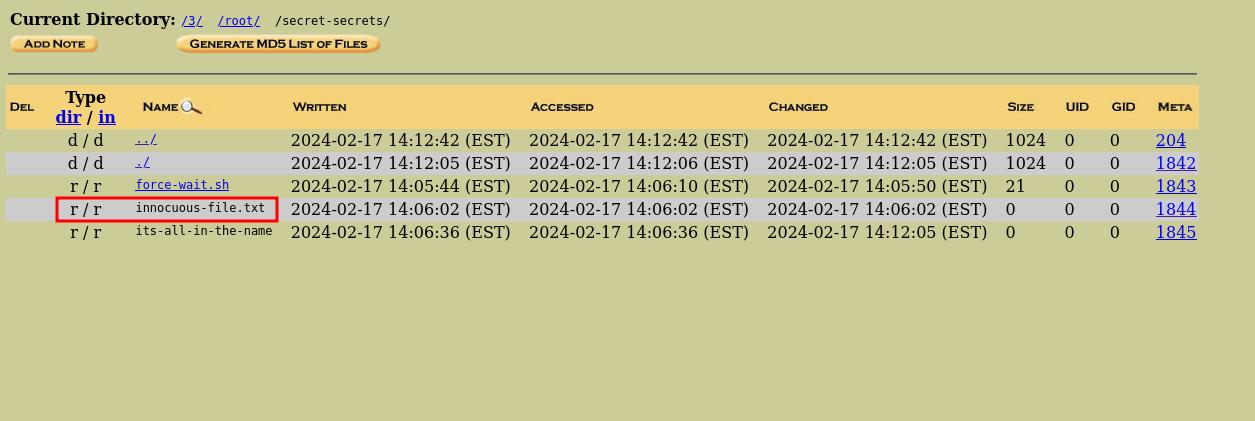 Current Directory: /3/ /root/ /secret-secrets/
ADD NOTE GENERATE MD5 LIST OF FILES
DEL Type dir / in NAME WRITTEN ACCESSED CHANGED SIZE UID GID META
d / d ../ 2024-02-17 14:12:42 (EST) 2024-02-17 14:12:42 (EST) 2024-02-17 14:12:42 (EST) 1024 0 0 204
d / d ./ 2024-02-17 14:12:05 (EST) 2024-02-17 14:12:06 (EST) 2024-02-17 14:12:05 (EST) 1024 0 0 1842
r / r force-wait.sh 2024-02-17 14:05:44 (EST) 2024-02-17 14:06:10 (EST) 2024-02-17 14:05:50 (EST) 21 0 0 1843
r / r innocuous-file.txt 2024-02-17 14:06:02 (EST) 2024-02-17 14:06:02 (EST) 2024-02-17 14:06:02 (EST) 0 0 0 1844
r / r its-all-in-the-name 2024-02-17 14:06:36 (EST) 2024-02-17 14:06:36 (EST) 2024-02-17 14:12:05 (EST) 0 0 0 1845